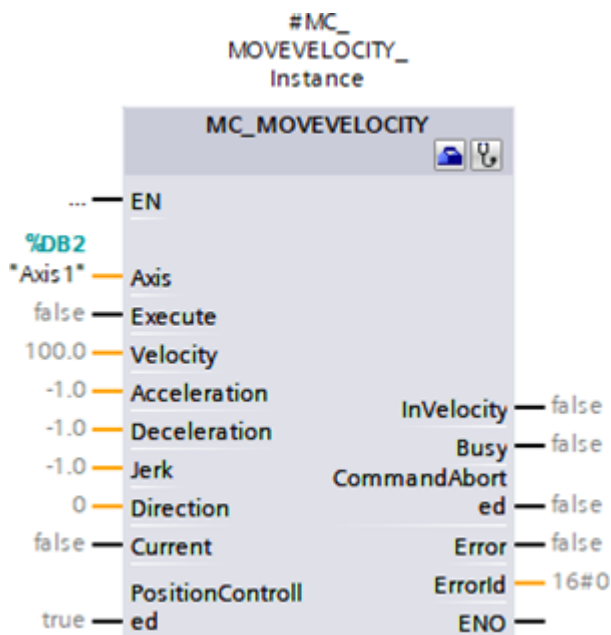 #MC_
MOVEVELOCITY_
Instance
MC_MOVEVELOCITY
... EN
%DB2
"Axis1" Axis
false Execute
100.0 Velocity
-1.0 Acceleration
InVelocity false
-1.0 Deceleration
Busy false
-1.0 Jerk
CommandAbort
0 Direction
ed false
false Current
Error false
PositionControll
ErrorId 16#0
true ed
ENO